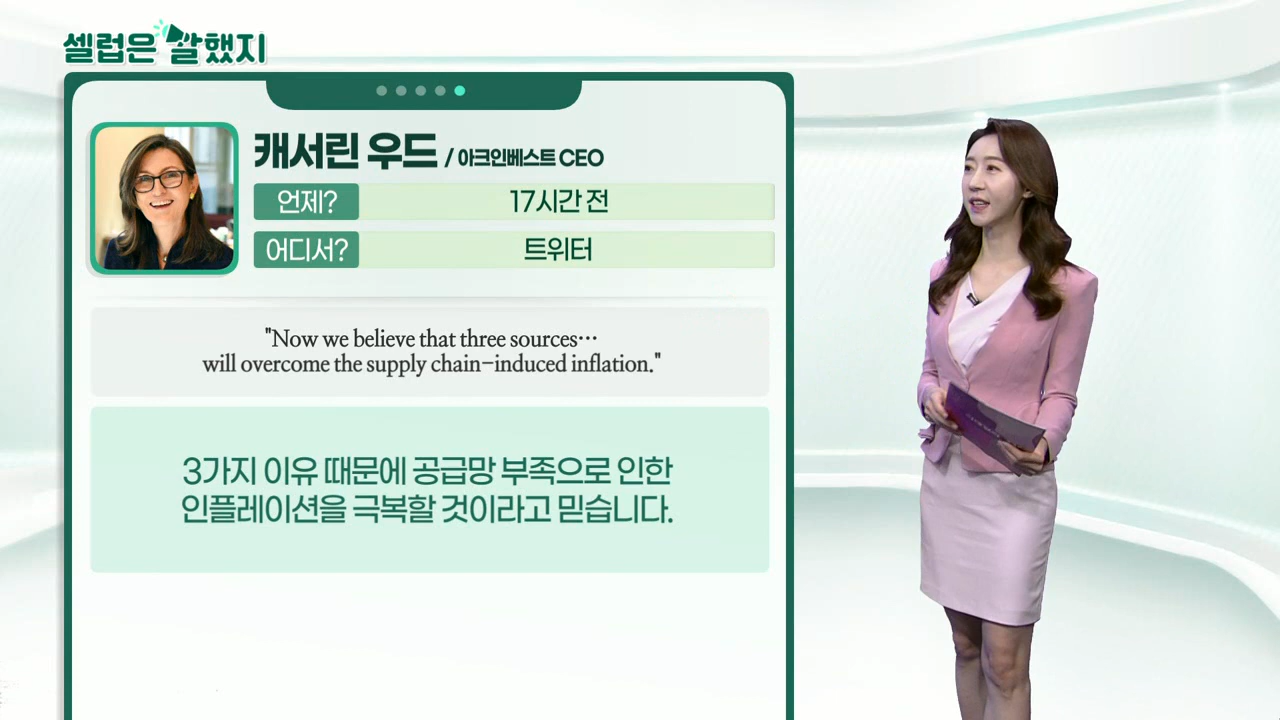 셀럽은 말했지
캐서린 우드 / 아크인베스트 CEO
언제? 17시간 전
어디서? 트위터
"Now we believe that three sources…
will overcome the supply chain-induced inflation."
3가지 이유 때문에 공급망 부족으로 인한
인플레이션을 극복할 것이라고 믿습니다.